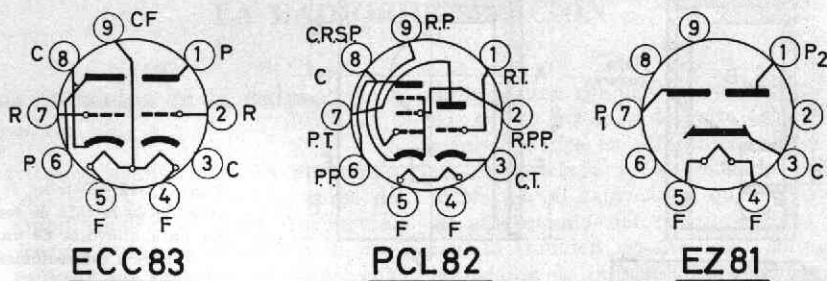 9 CF
C 8
1 P
R 7
2 R
P 6
3 C
5 F
4 F
ECC83
C.R.S.P. 8
9 R.P.
C
1 R.T.
7 P.T.
2 R.P.P.
6 P.P.
3 C.T.
5 F
4 F
PCL82
9
8
1 P2
P1 7
2
6
3 C
5 F
4 F
EZ81